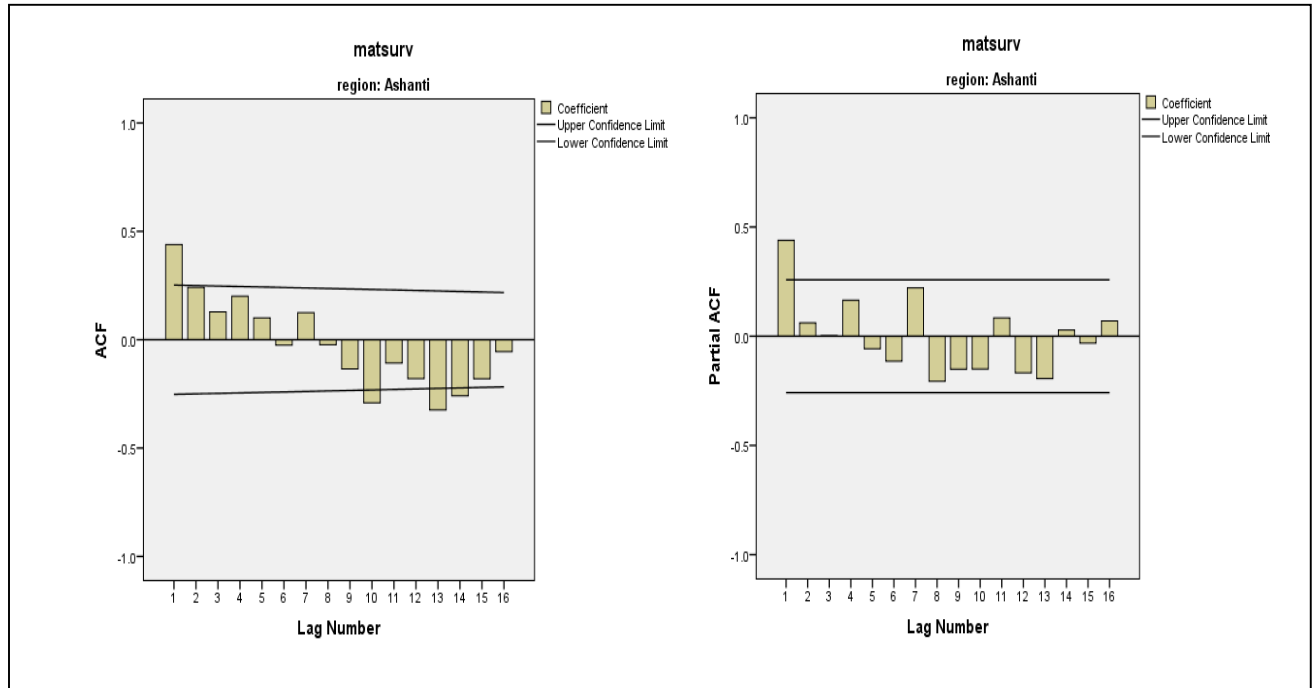 matsurv
region: Ashanti
Coefficient
Upper Confidence Limit
Lower Confidence Limit
1.0
0.5
0.0
-0.5
-1.0
ACF
1 2 3 4 5 6 7 8 9 10 11 12 13 14 15 16
Lag Number
matsurv
region: Ashanti
Coefficient
Upper Confidence Limit
Lower Confidence Limit
1.0
0.5
0.0
-0.5
-1.0
Partial ACF
1 2 3 4 5 6 7 8 9 10 11 12 13 14 15 16
Lag Number